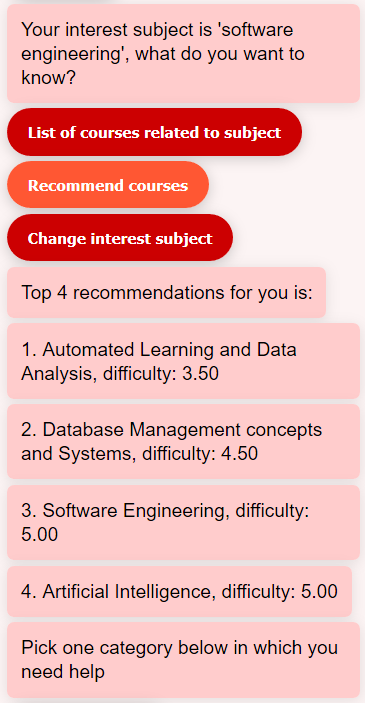 Your interest subject is 'software
engineering', what do you want to
know?
List of courses related to subject
Recommend courses
Change interest subject
Top 4 recommendations for you is:
1. Automated Learning and Data
Analysis, difficulty: 3.50
2. Database Management concepts
and Systems, difficulty: 4.50
3. Software Engineering, difficulty:
5.00
4. Artificial Intelligence, difficulty: 5.00
Pick one category below in which you
need help